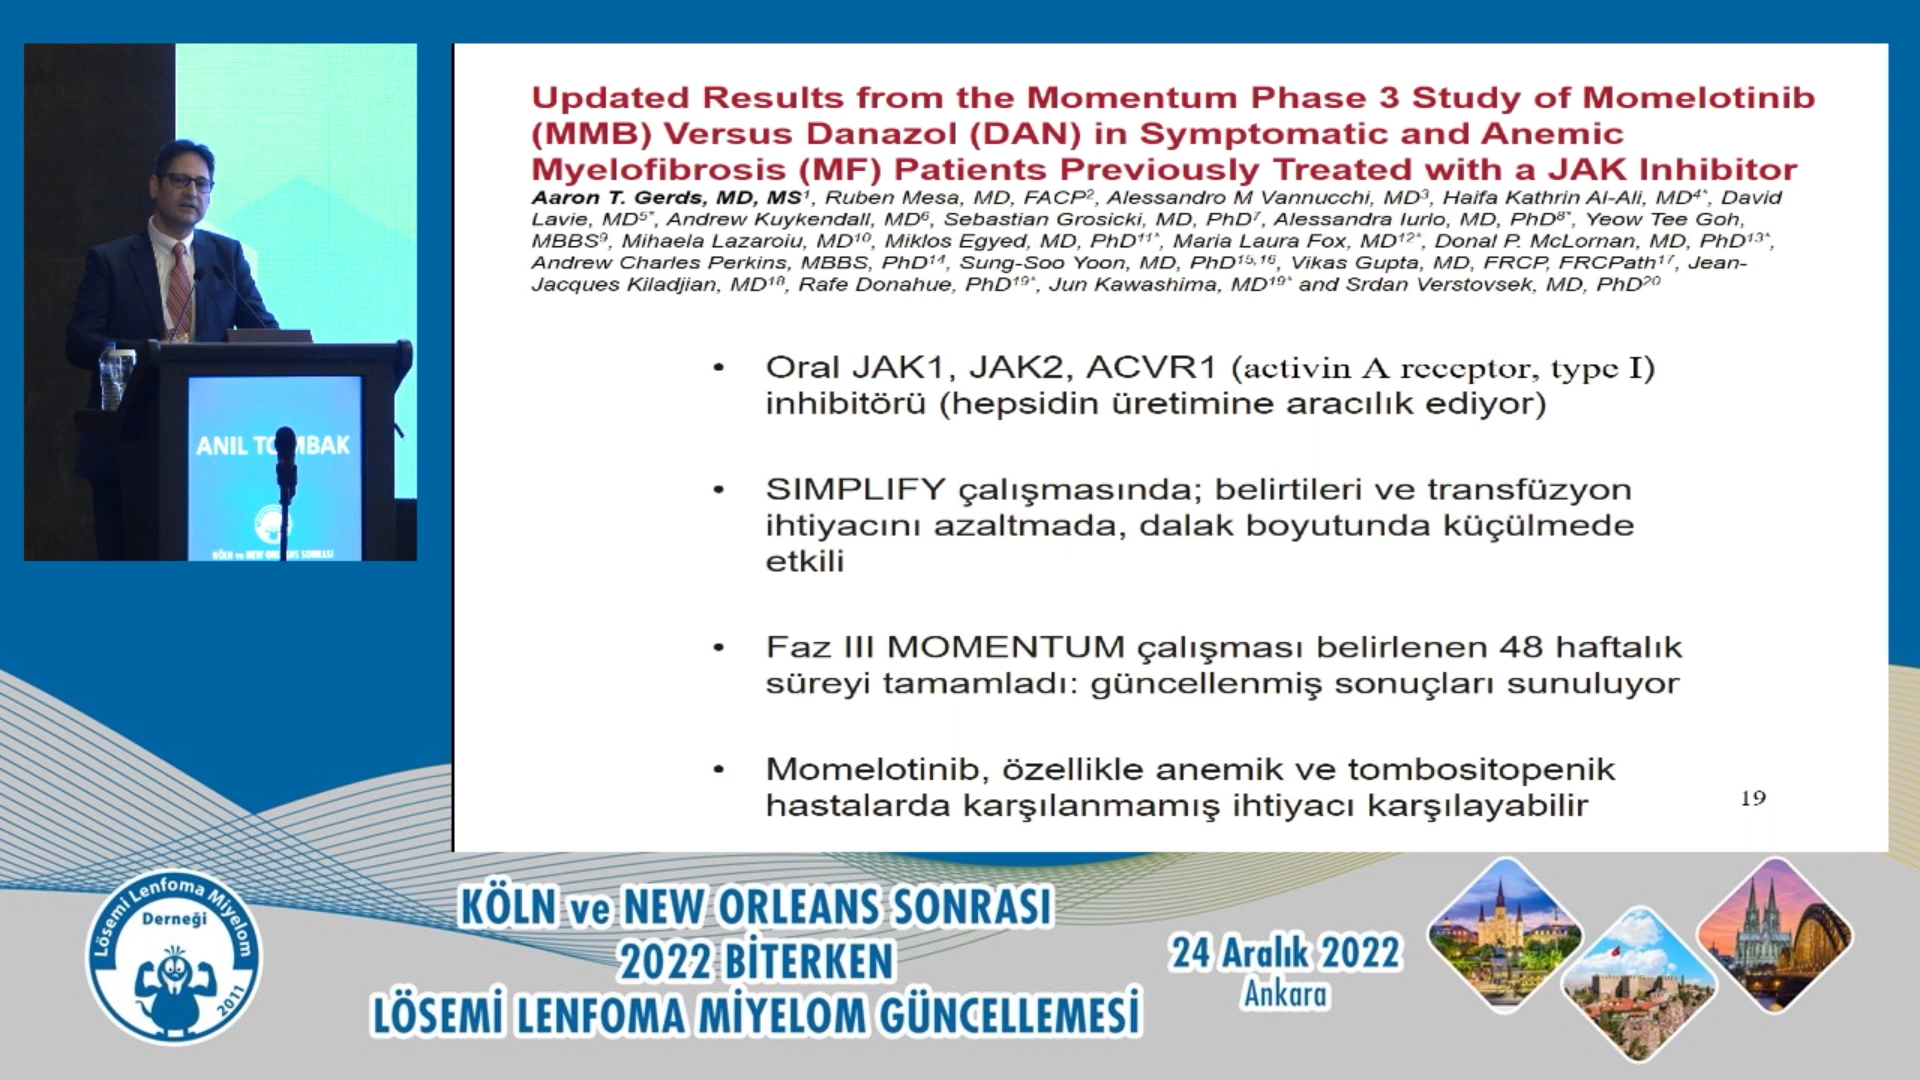 Updated Results from the Momentum Phase 3 Study of Momelotinib
(MMB) Versus Danazol (DAN) in Symptomatic and Anemic
Myelofibrosis (MF) Patients Previously Treated with a JAK Inhibitor
Aaron T. Gerds, MD, MS¹, Ruben Mesa, MD, FACP², Alessandro M Vannucchi, MD³, Haifa Kathrin Al-Ali, MD⁴*, David
Lavie, MD⁵*, Andrew Kuykendall, MD⁶, Sebastian Grosicki, MD, PhD⁷, Alessandra Iurlo, MD, PhD⁸*, Yeow Tee Goh,
MBBS⁹, Mihaela Lazaroiu, MD¹⁰, Miklos Egyed, MD, PhD¹¹*, Maria Laura Fox, MD¹²*, Donal P. McLornan, MD, PhD¹³*,
Andrew Charles Perkins, MBBS, PhD¹⁴, Sung-Soo Yoon, MD, PhD¹⁵,¹⁶, Vikas Gupta, MD, FRCP, FRCPath¹⁷, Jean-
Jacques Kiladjian, MD¹⁸, Rafe Donahue, PhD¹⁹*, Jun Kawashima, MD¹⁹* and Srdan Verstovsek, MD, PhD²⁰
• Oral JAK1, JAK2, ACVR1 (activin A receptor, type I)
inhibitörü (hepsidin üretimine aracılık ediyor)
• SIMPLIFY çalışmasında; belirtileri ve transfüzyon
ihtiyacını azaltmada, dalak boyutunda küçülmede
etkili
• Faz III MOMENTUM çalışması belirlenen 48 haftalık
süreyi tamamladı: güncellenmiş sonuçları sunuluyor
• Momelotinib, özellikle anemik ve tombositopenik
hastalarda karşılanmamış ihtiyacı karşılayabilir
19
ANIL TOMBAK
KÖLN ve NEW ORLEANS SONRASI
Lösemi Lenfoma Miyelom
Derneği
2011
KÖLN ve NEW ORLEANS SONRASI
2022 BİTERKEN
LÖSEMİ LENFOMA MİYELOM GÜNCELLEMESİ
24 Aralık 2022
Ankara